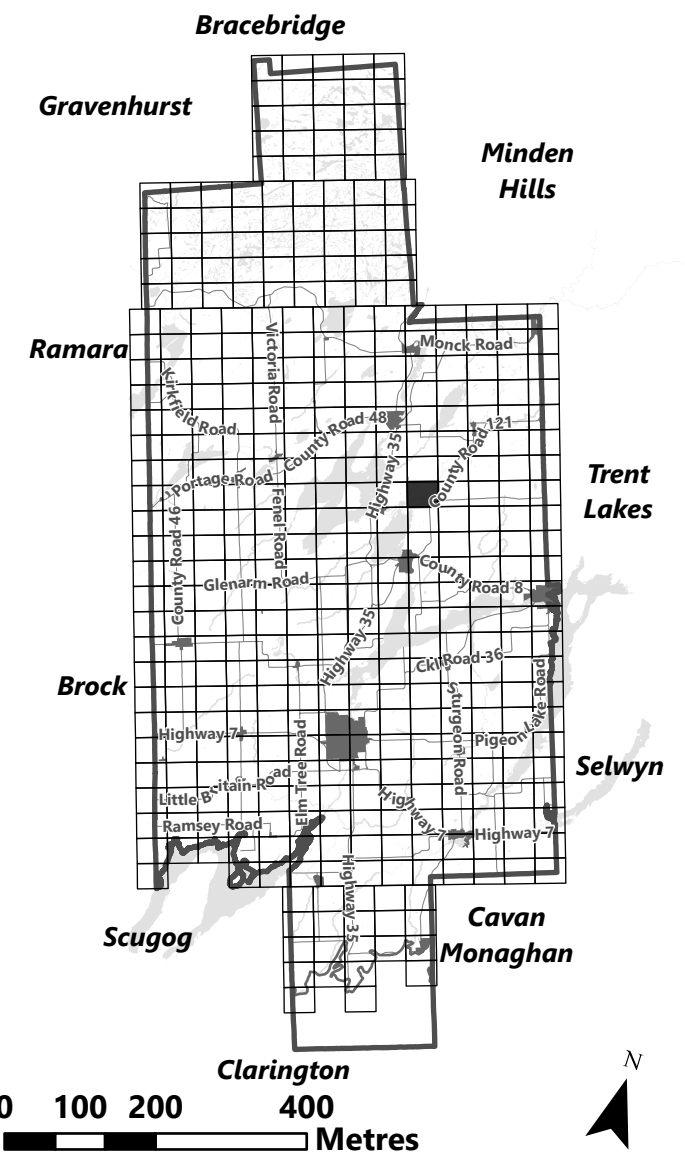 Bracebridge
Gravenhurst
Minden
Hills
Ramara
Victoria Road
Monck Road
Kirkfield Road
County Road 48
Highway 35
County Road 121
Portage Road
Trent
Lakes
County Road 46
Fenel Road
Glenarm Road
County Road 8
Highway 35
Ckl Road 36
Brock
Sturgeon Road
Pigeon Lake Road
Highway 7
Elm Tree Road
Selwyn
Little Britain Road
Highway 7
Ramsey Road
Highway 7
Highway 35
Scugog
Cavan
Monaghan
Clarington
N
0 100 200 400
Metres